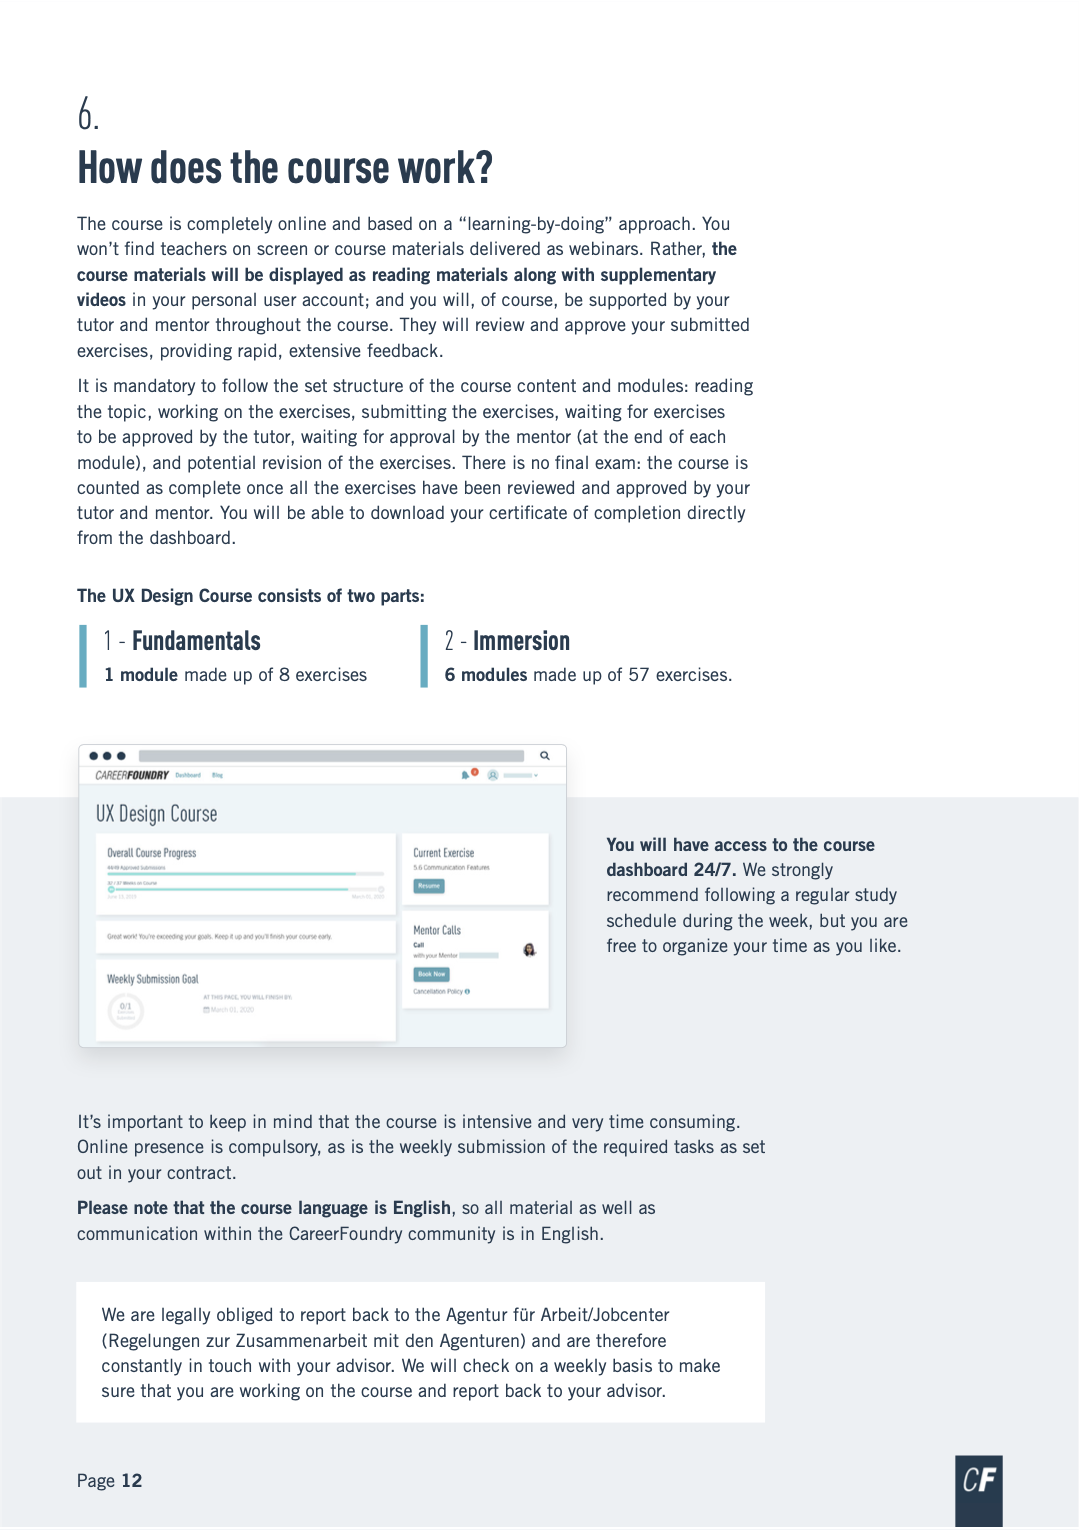 6.
How does the course work?
The course is completely online and based on a “learning-by-doing” approach. You
won’t find teachers on screen or course materials delivered as webinars. Rather, the
course materials will be displayed as reading materials along with supplementary
videos in your personal user account; and you will, of course, be supported by your
tutor and mentor throughout the course. They will review and approve your submitted
exercises, providing rapid, extensive feedback.
It is mandatory to follow the set structure of the course content and modules: reading
the topic, working on the exercises, submitting the exercises, waiting for exercises
to be approved by the tutor, waiting for approval by the mentor (at the end of each
module), and potential revision of the exercises. There is no final exam: the course is
counted as complete once all the exercises have been reviewed and approved by your
tutor and mentor. You will be able to download your certificate of completion directly
from the dashboard.
The UX Design Course consists of two parts:
1 - Fundamentals
1 module made up of 8 exercises
2 - Immersion
6 modules made up of 57 exercises.
CAREERFOUNDRY Dashboard Blog
UX Design Course
Overall Course Progress
Approved Submissions
Weeks on Course
March 01, 2020
Great work! You're exceeding your goals. Keep it up and you'll finish your course early.
Weekly Submission Goal
0/1
AT THIS PACE, YOU WILL FINISH BY:
March 01, 2020
Current Exercise
5.6 Communication Features
Resume
Mentor Calls
Call
with your Mentor
Book Now
Cancellation Policy
You will have access to the course
dashboard 24/7. We strongly
recommend following a regular study
schedule during the week, but you are
free to organize your time as you like.
It’s important to keep in mind that the course is intensive and very time consuming.
Online presence is compulsory, as is the weekly submission of the required tasks as set
out in your contract.
Please note that the course language is English, so all material as well as
communication within the CareerFoundry community is in English.
We are legally obliged to report back to the Agentur für Arbeit/Jobcenter
(Regelungen zur Zusammenarbeit mit den Agenturen) and are therefore
constantly in touch with your advisor. We will check on a weekly basis to make
sure that you are working on the course and report back to your advisor.
Page 12
CF